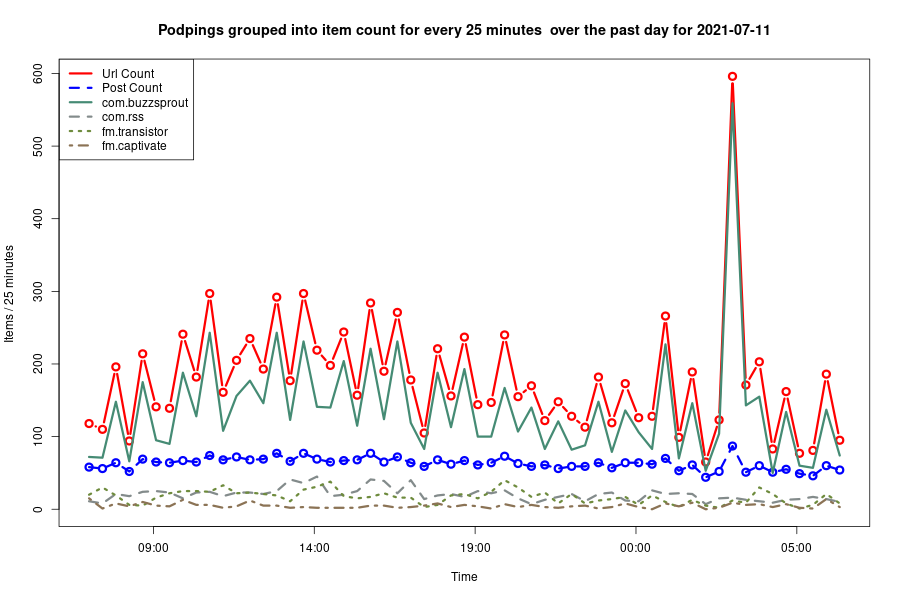 Podpings grouped into item count for every 25 minutes  over the past day for 2021-07-11
Url Count
Post Count
com.buzzsprout
com.rss
fm.transistor
fm.captivate
600
500
400
300
200
100
0
Items / 25 minutes
09:00
14:00
19:00
00:00
05:00
Time